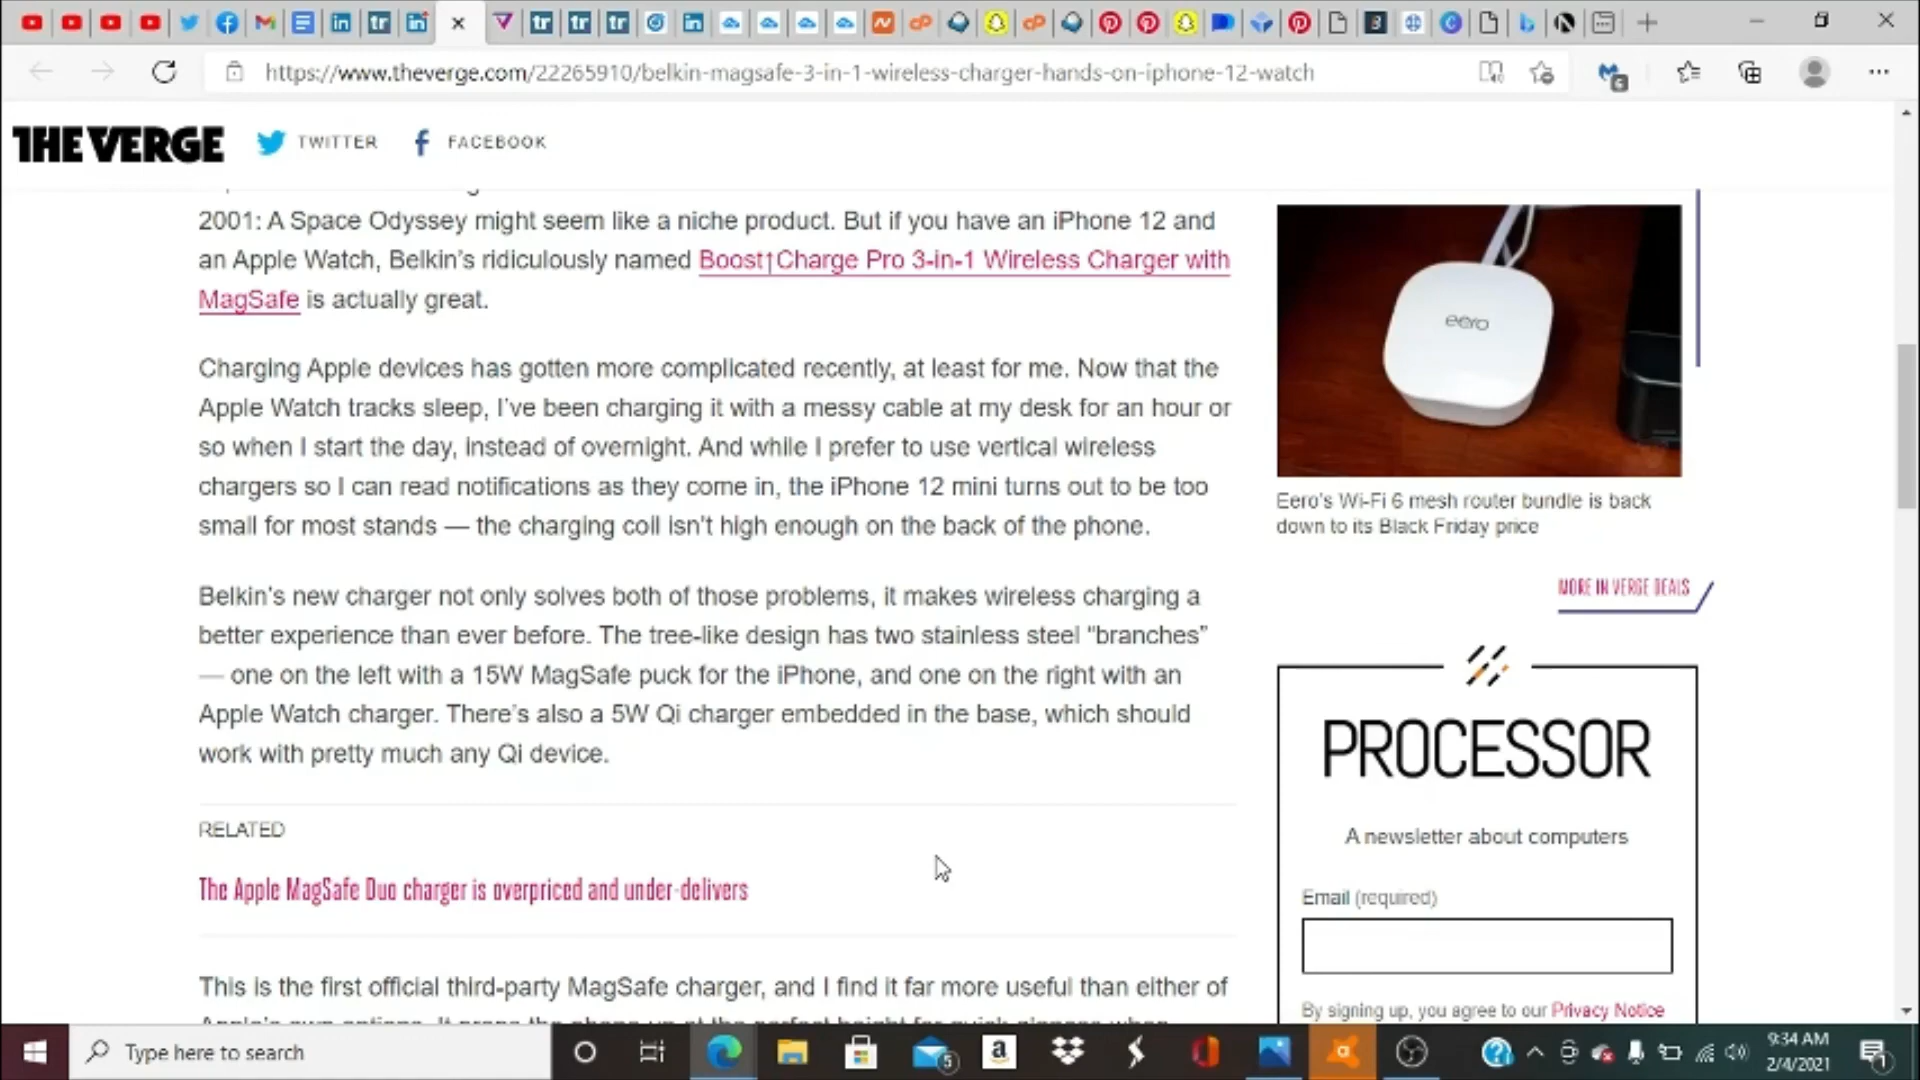 https://www.theverge.com/22265910/belkin-magsafe-3-in-1-wireless-charger-hands-on-iphone-12-watch
THE VERGE
TWITTER
FACEBOOK
2001: A Space Odyssey might seem like a niche product. But if you have an iPhone 12 and
an Apple Watch, Belkin’s ridiculously named Boost↑Charge Pro 3-in-1 Wireless Charger with
MagSafe is actually great.
Charging Apple devices has gotten more complicated recently, at least for me. Now that the
Apple Watch tracks sleep, I’ve been charging it with a messy cable at my desk for an hour or
so when I start the day, instead of overnight. And while I prefer to use vertical wireless
chargers so I can read notifications as they come in, the iPhone 12 mini turns out to be too
small for most stands — the charging coil isn’t high enough on the back of the phone.
Belkin’s new charger not only solves both of those problems, it makes wireless charging a
better experience than ever before. The tree-like design has two stainless steel “branches”
— one on the left with a 15W MagSafe puck for the iPhone, and one on the right with an
Apple Watch charger. There’s also a 5W Qi charger embedded in the base, which should
work with pretty much any Qi device.
RELATED
The Apple MagSafe Duo charger is overpriced and under-delivers
This is the first official third-party MagSafe charger, and I find it far more useful than either of
eero
Eero’s Wi-Fi 6 mesh router bundle is back
down to its Black Friday price
MORE IN VERGE DEALS
PROCESSOR
A newsletter about computers
Email (required)
By signing up, you agree to our Privacy Notice
Type here to search
5
9:34 AM
2/4/2021
1